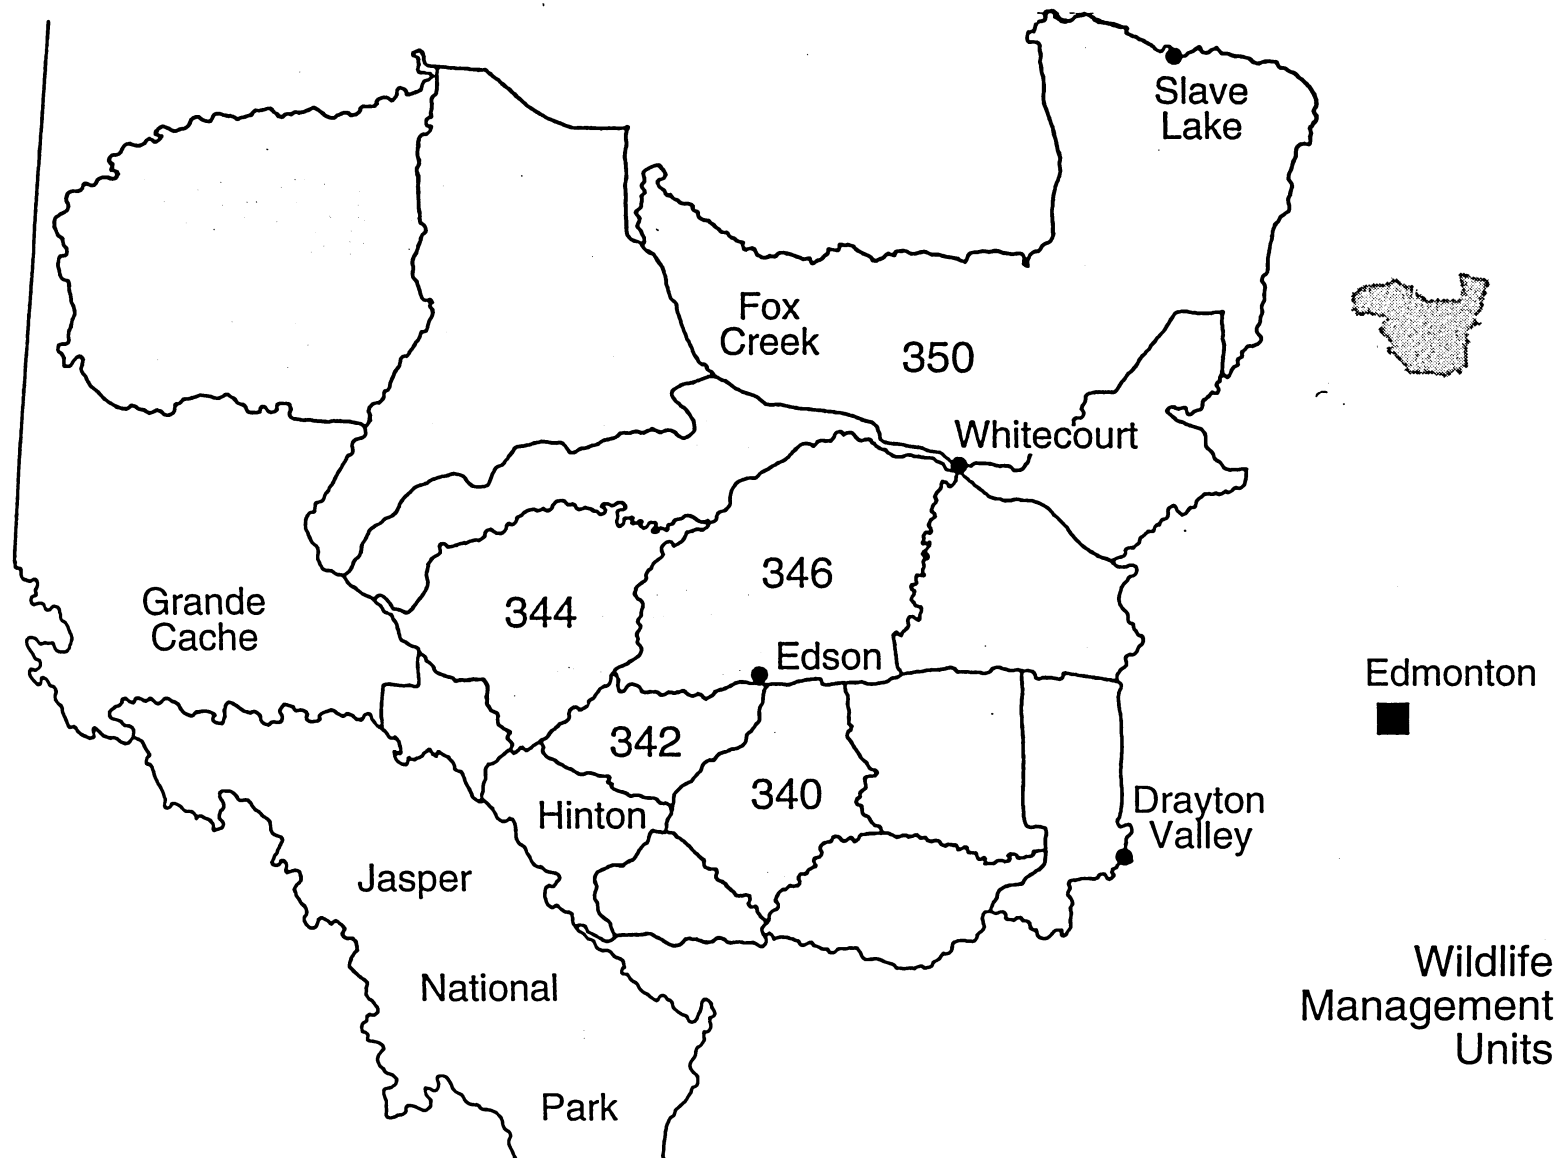 Slave
Lake
Fox
Creek
350
Whitecourt
346
344
Grande
Cache
Edson
Edmonton
342
340
Hinton
Drayton
Valley
Jasper
National
Park
Wildlife
Management
Units